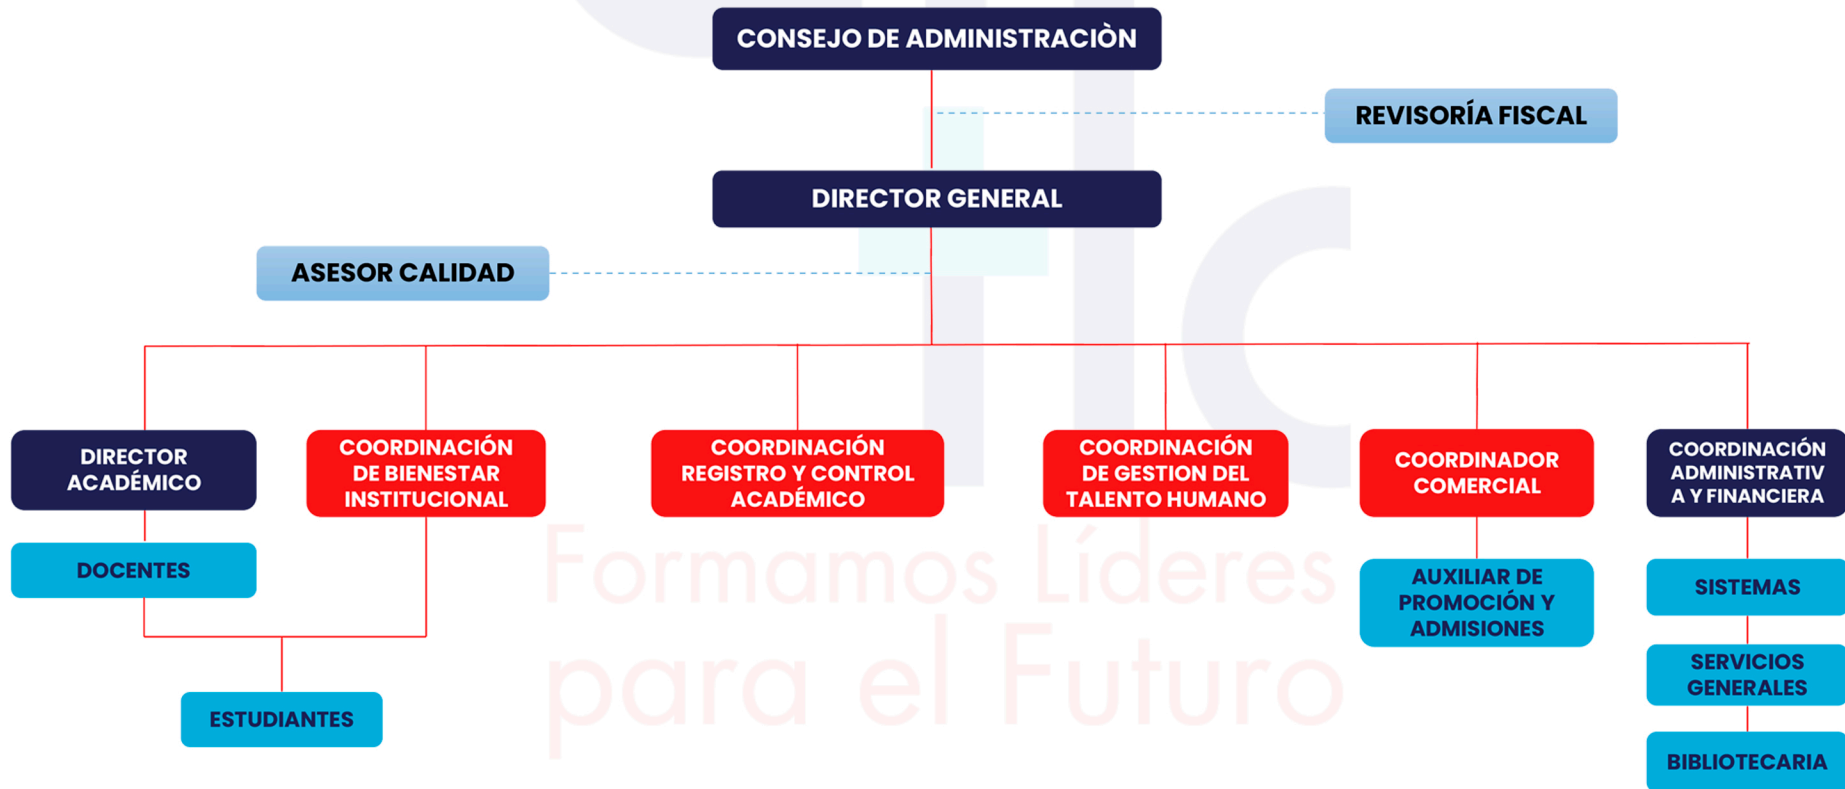 CONSEJO DE ADMINISTRACIÒN
REVISORÍA FISCAL
DIRECTOR GENERAL
ASESOR CALIDAD
DIRECTOR
ACADÉMICO
COORDINACIÓN
DE BIENESTAR
INSTITUCIONAL
COORDINACIÓN
REGISTRO Y CONTROL
ACADÉMICO
COORDINACIÓN
DE GESTION DEL
TALENTO HUMANO
COORDINADOR
COMERCIAL
COORDINACIÓN
ADMINISTRATIV
A Y FINANCIERA
DOCENTES
AUXILIAR DE
PROMOCIÓN Y
ADMISIONES
SISTEMAS
SERVICIOS
GENERALES
ESTUDIANTES
BIBLIOTECARIA
Formamos Líderes
para el Futuro